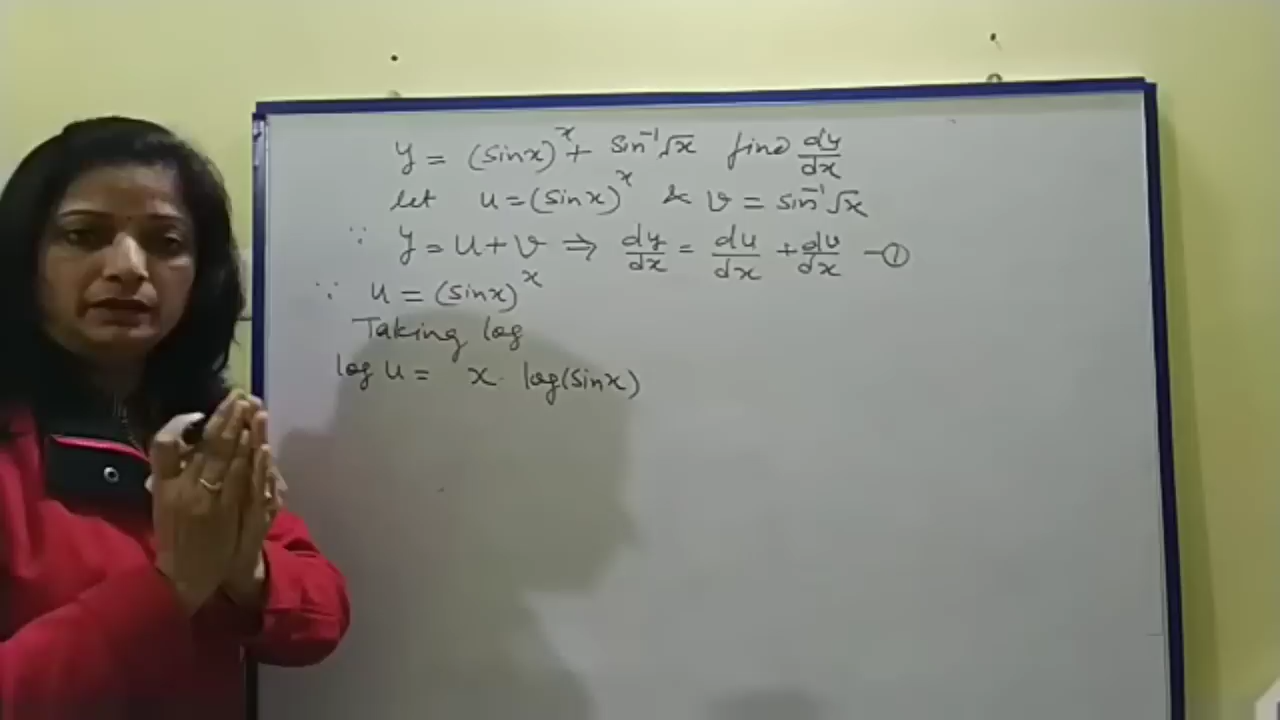 y = (sinx)^x + sin⁻¹√x find dy/dx
let u = (sinx)^x & v = sin⁻¹√x
∵ y = u + v ⇒ dy/dx = du/dx + dv/dx —①
∵ u = (sinx)^x
Taking log
log u = x · log(sinx)